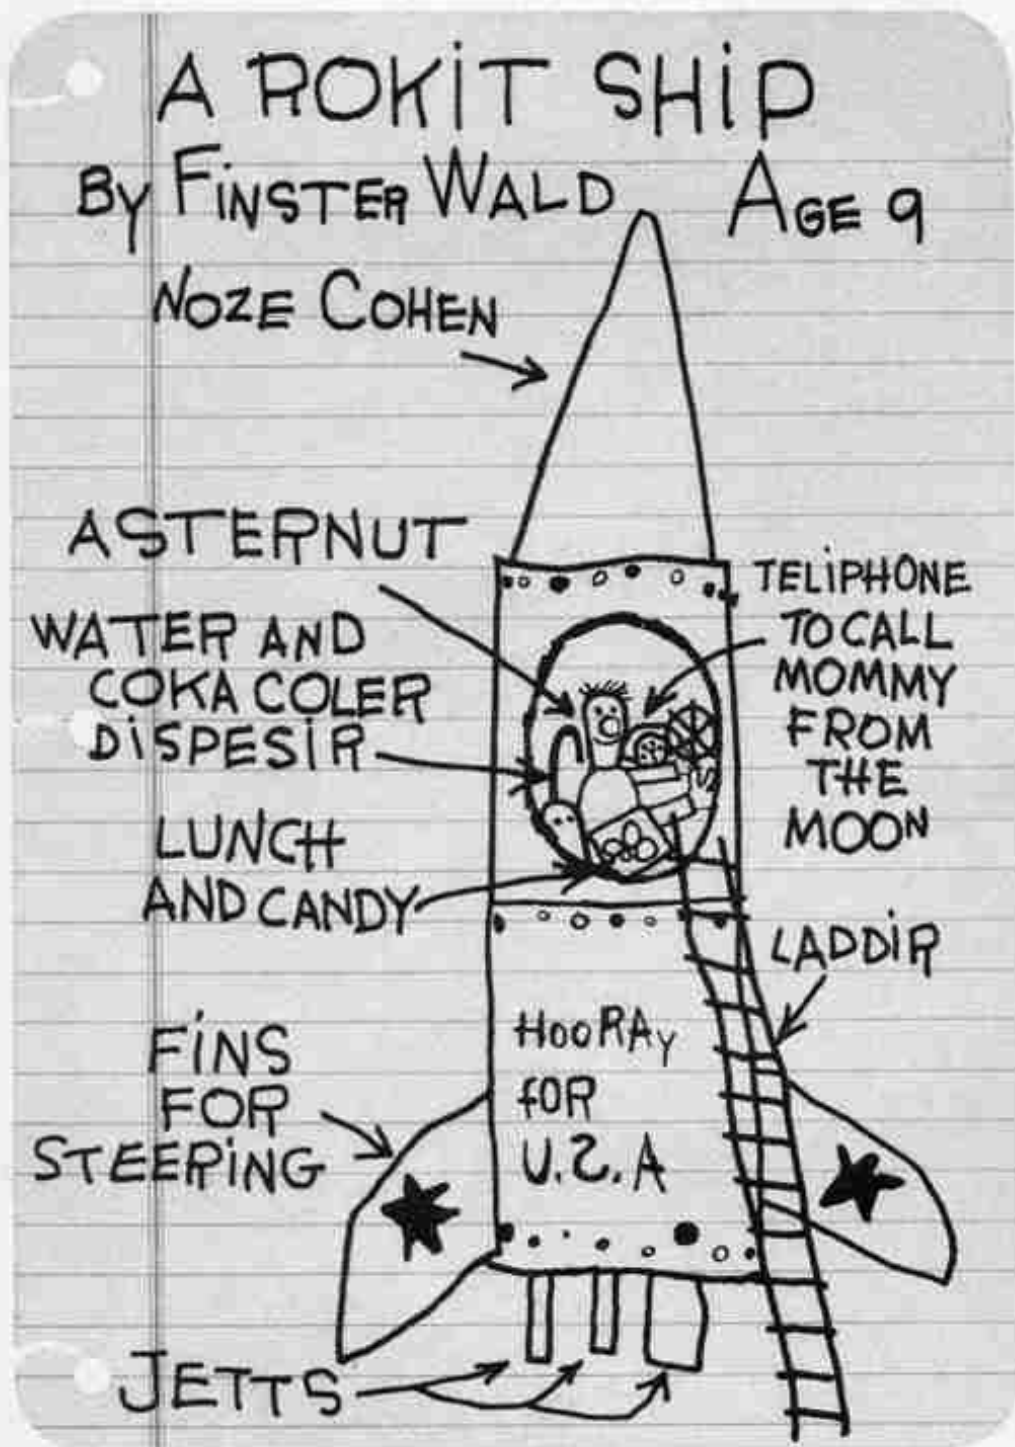 A ROKiT SHiP
By FiNSTER WALD AGE 9
NOZE COHEN
ASTERNUT
TELiPHONE
TO CALL
MOMMY
FROM
THE
MOON
WATER AND
COKA COLER
DiSPESiR
LUNCH
AND CANDY
LADDiR
HOORAy
fOR
U.S.A
FiNS
FOR
STEERiNG
JETTS